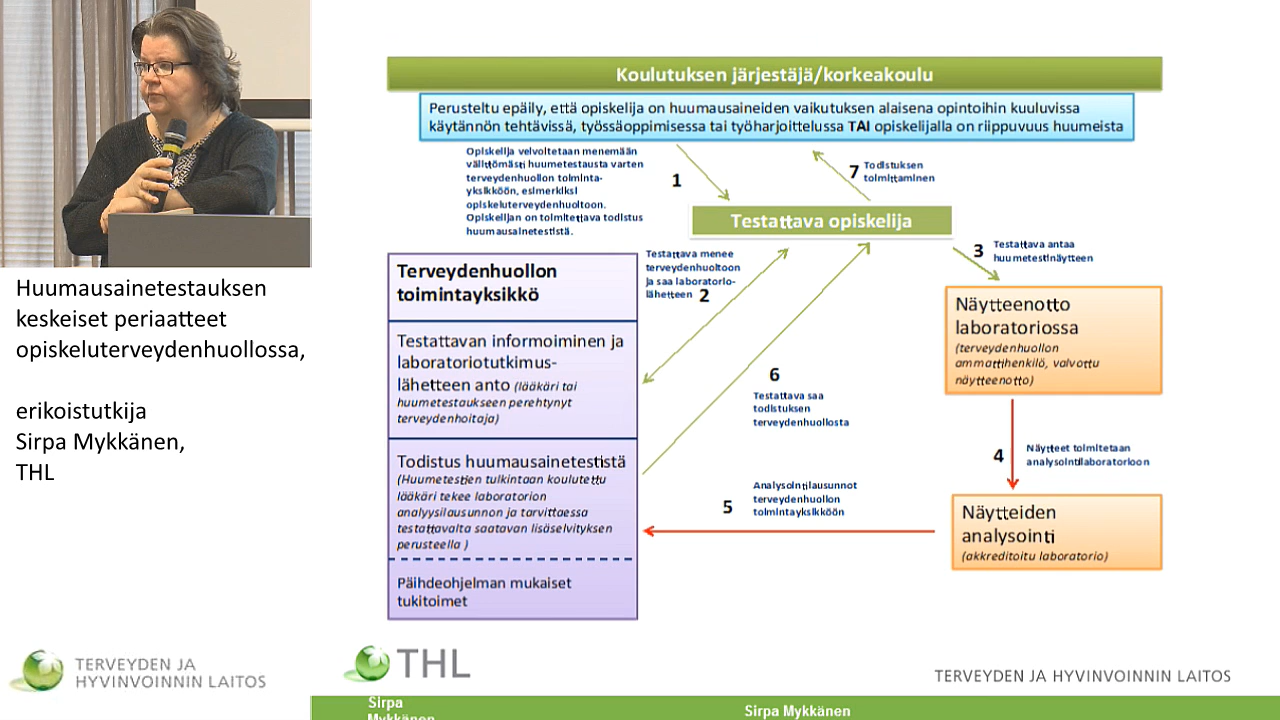 Huumausainetestauksen
keskeiset periaatteet
opiskeluterveydenhuollossa,
erikoistutkija
Sirpa Mykkänen,
THL
TERVEYDEN JA
HYVINVOINNIN LAITOS
Koulutuksen järjestäjä/korkeakoulu
Perusteltu epäily, että opiskelija on huumausaineiden vaikutuksen alaisena opintoihin kuuluvissa
käytännön tehtävissä, työssäoppimisessa tai työharjoittelussa TAI opiskelijalla on riippuvuus huumeista
Opiskelija velvoitetaan menemään
välittömästi huumetestausta varten
terveydenhuollon toiminta-
yksikköön, esimerkiksi
opiskeluterveydenhuoltoon.
Opiskelijan on toimitettava todistus
huumausainetestistä.
1
7
Todistuksen
toimittaminen
Testattava opiskelija
Testattava menee
terveydenhuoltoon
ja saa laboratorio-
lähetteen 2
3
Testattava antaa
huumetestinäytteen
Terveydenhuollon
toimintayksikkö
Testattavan informoiminen ja
laboratoriotutkimus-
lähetteen anto (lääkäri tai
huumetestaukseen perehtynyt
terveydenhoitaja)
Todistus huumausainetestistä
(Huumetestien tulkintaan koulutettu
lääkäri tekee laboratorion
analyysilausunnon ja tarvittaessa
testattavalta saatavan lisäselvityksen
perusteella )
Päihdeohjelman mukaiset
tukitoimet
Näytteenotto
laboratoriossa
(terveydenhuollon
ammattihenkilö, valvottu
näytteenotto)
6
Testattava saa
todistuksen
terveydenhuollosta
4
Näytteet toimitetaan
analysointilaboratorioon
5
Analysointilausunnot
terveydenhuollon
toimintayksikköön
Näytteiden
analysointi
(akkreditoitu laboratorio)
THL
TERVEYDEN JA HYVINVOINNIN LAITOS
Sirpa
Mykkänen
Sirpa Mykkänen